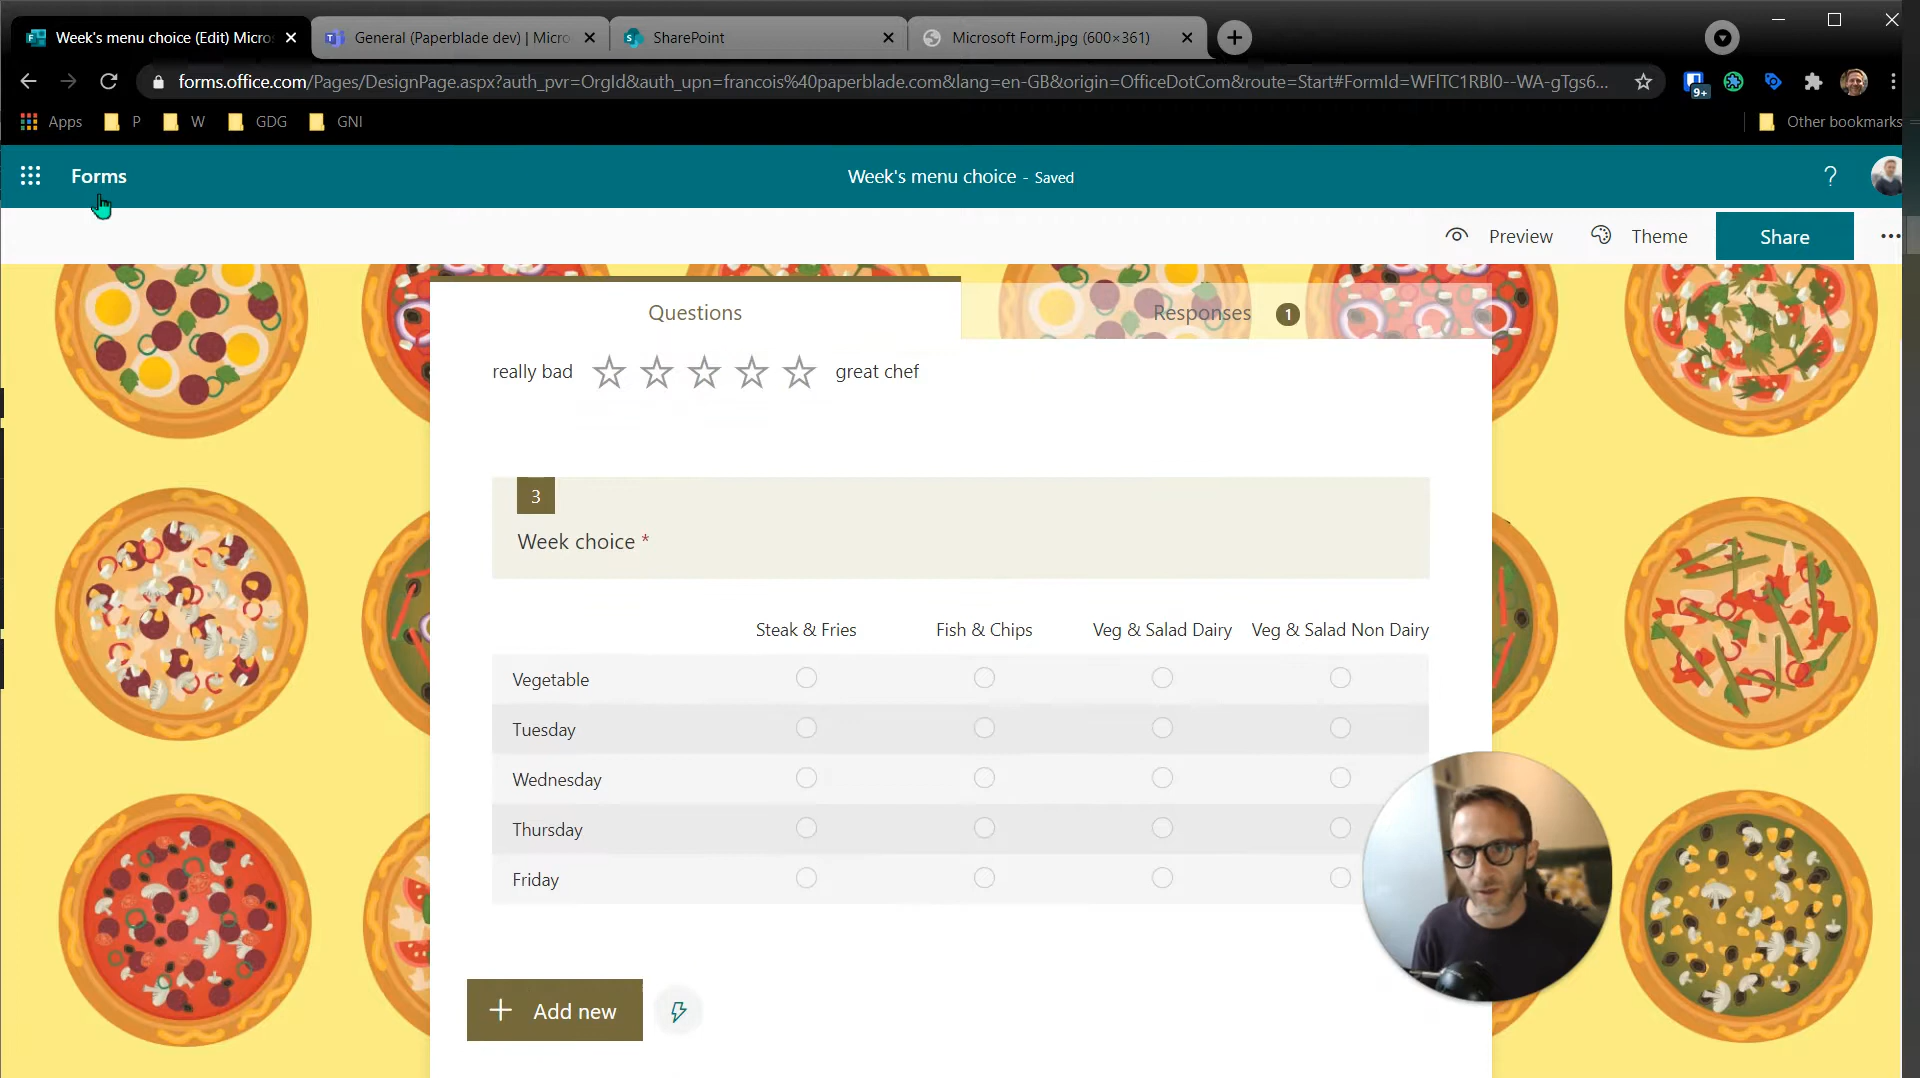 Week's menu choice (Edit) Micros
General (Paperblade dev) | Micro
SharePoint
Microsoft Form.jpg (600×361)
forms.office.com/Pages/DesignPage.aspx?auth_pvr=OrgId&auth_upn=francois%40paperblade.com&lang=en-GB&origin=OfficeDotCom&route=Start#FormId=WFlTC1RBl0--WA-gTgs6...
9+
Apps
P
W
GDG
GNI
Other bookmarks
Forms
Week's menu choice - Saved
?
Preview
Theme
Share
Questions
Responses 1
really bad
great chef
3
Week choice *
Steak & Fries
Fish & Chips
Veg & Salad Dairy
Veg & Salad Non Dairy
Vegetable
Tuesday
Wednesday
Thursday
Friday
+ Add new